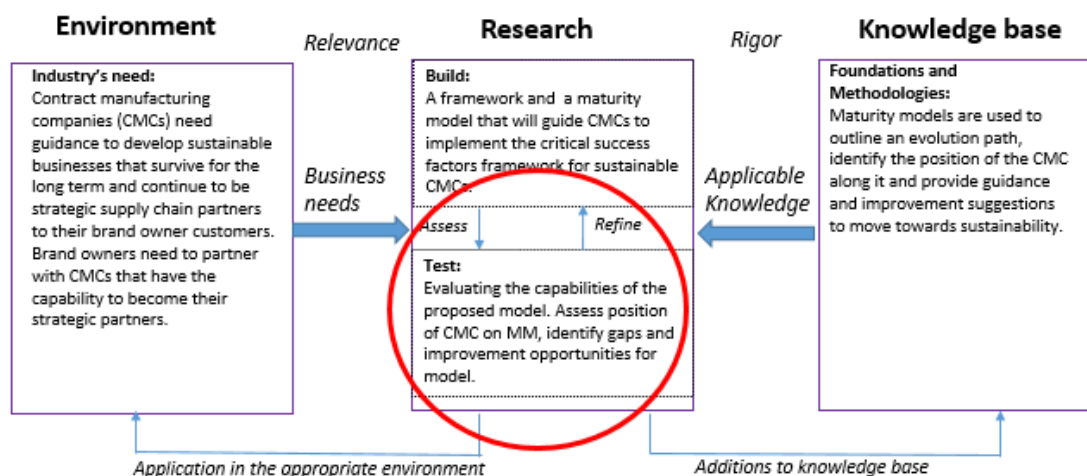 Environment
Relevance
Research
Rigor
Knowledge base
Industry's need:
Contract manufacturing
companies (CMCs) need
guidance to develop sustainable
businesses that survive for the
long term and continue to be
strategic supply chain partners
to their brand owner customers.
Brand owners need to partner
with CMCs that have the
capability to become their
strategic partners.
Business
needs
Build:
A framework and a maturity
model that will guide CMCs to
implement the critical success
factors framework for sustainable
CMCs.
Assess
Refine
Test:
Evaluating the capabilities of the
proposed model. Assess position
of CMC on MM, identify gaps and
improvement opportunities for
model.
Applicable
Knowledge
Foundations and
Methodologies:
Maturity models are used to
outline an evolution path,
identify the position of the CMC
along it and provide guidance
and improvement suggestions
to move towards sustainability.
Application in the appropriate environment
Additions to knowledge base